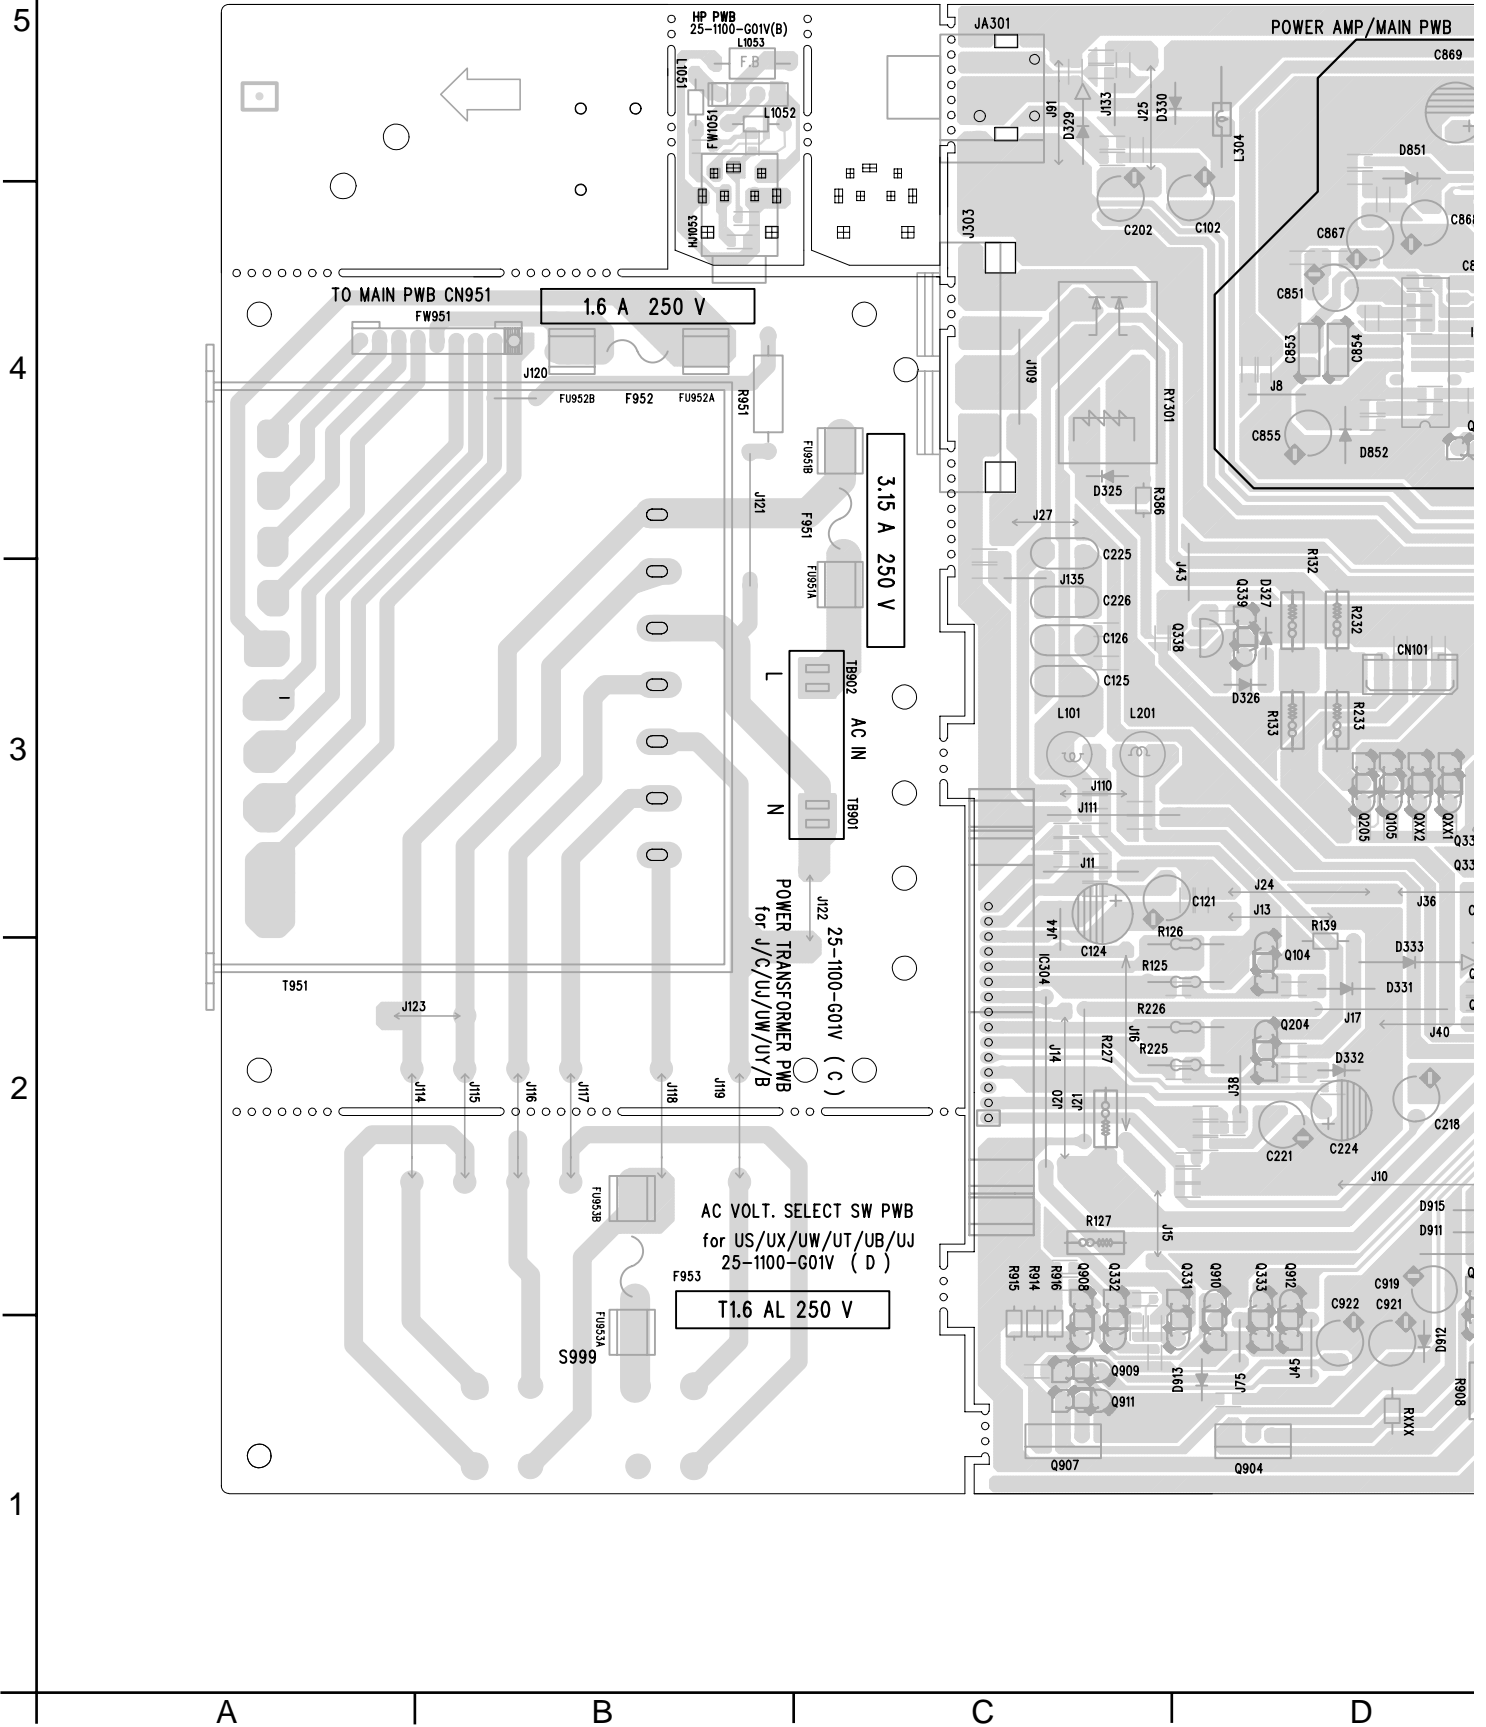 5
HP PWB
25-1100-G01V(B)
L1053
F.B
L1051
L1052
FW1051
HJ1053
JA301
POWER AMP/MAIN PWB
C869
J91
D329
J133
J25
D330
L304
D851
J303
C202
C102
C867
C868
C851
TO MAIN PWB CN951
FW951
1.6 A 250 V
4
J120
FU952B
F952
FU952A
R951
J109
RY301
C853
C854
J8
C855
D852
FU951B
3.15 A 250 V
J121
F951
FU951A
D325
R386
J27
C225
J135
C226
C126
C125
J43
Q338
Q339
D327
R132
R232
D326
CN101
R133
R233
L
TB902
AC IN
N
TB901
L101
L201
3
J110
J111
Q205
Q105
QXX2
QXX1
Q33
Q33
J11
J24
J13
J36
C121
J44
C124
J122
POWER TRANSFORMER PWB
for J/C/UJ/UW/UY/B
25-1100-G01V ( C )
T951
J123
IC304
R126
R125
R226
R225
R139
Q104
D333
D331
J17
J40
Q204
D332
J16
R227
J14
J20
J21
J38
2
J114
J115
J116
J117
J118
J119
C221
C224
C218
J10
FU953B
AC VOLT. SELECT SW PWB
for US/UX/UW/UT/UB/UJ
25-1100-G01V ( D )
F953
T1.6 AL 250 V
FU953A
S999
R127
J15
D915
D911
R915
R914
R916
Q908
Q332
Q331
Q910
Q333
Q912
C919
C922
C921
D912
Q909
Q911
D913
J75
J45
RXXX
R908
Q907
Q904
1
A
B
C
D